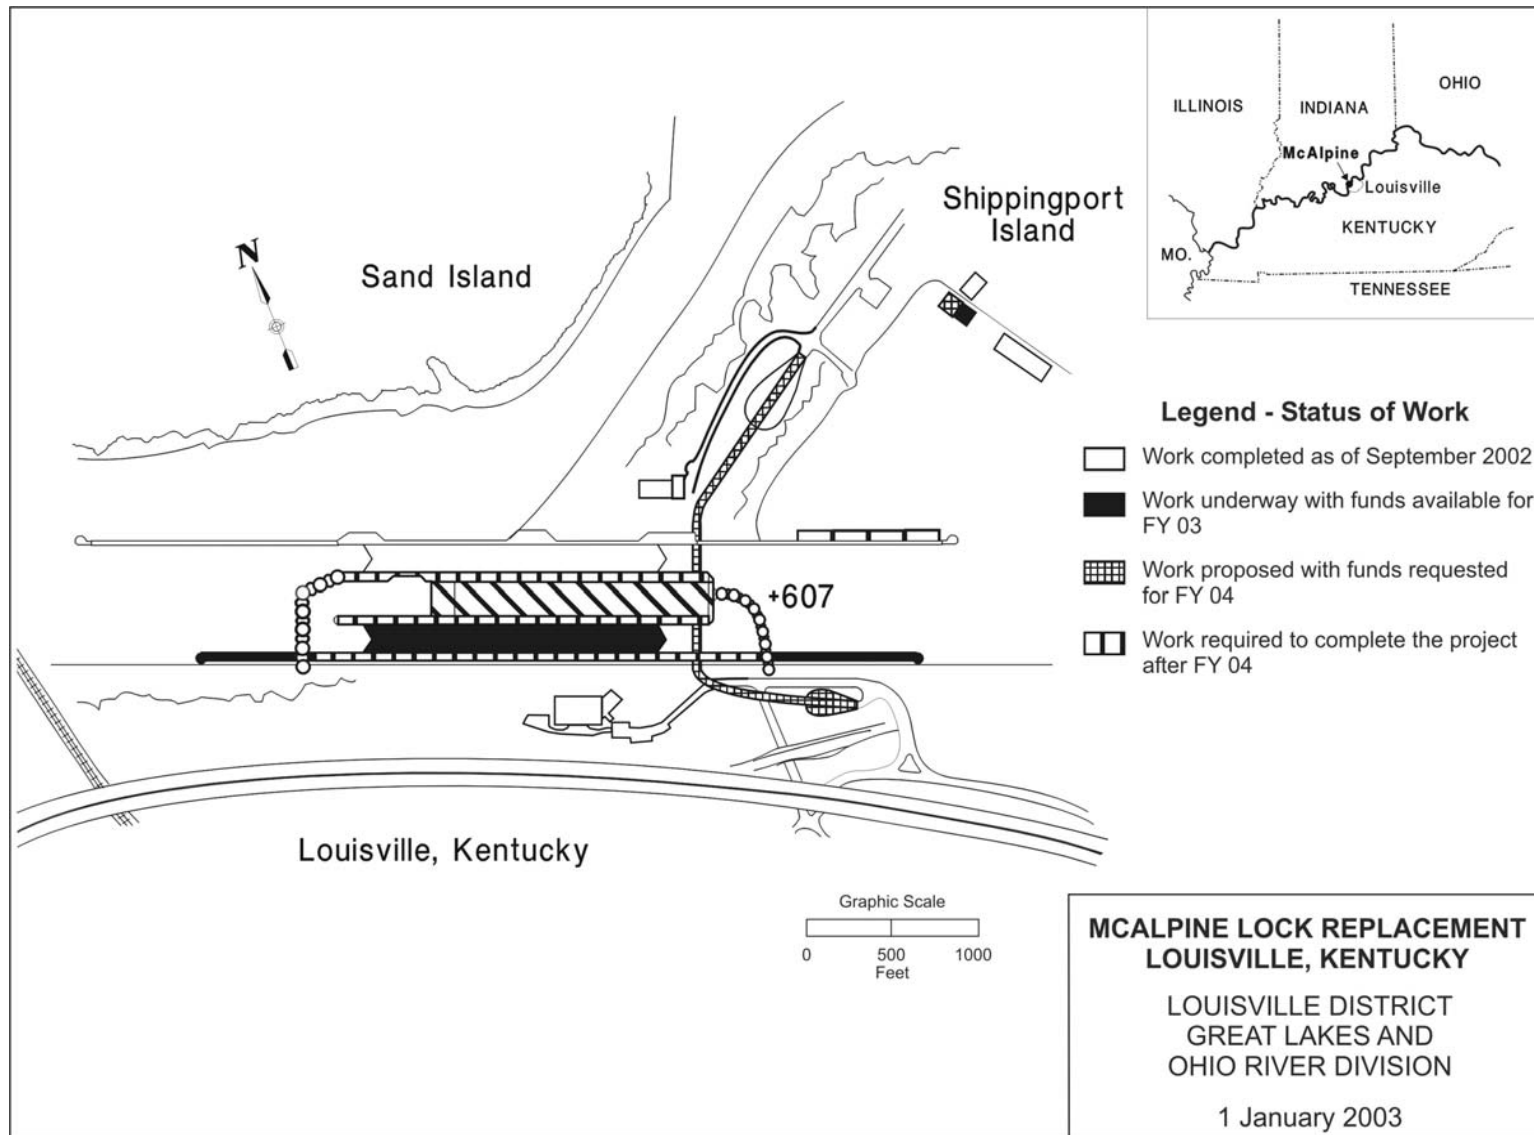 ILLINOIS
INDIANA
OHIO
McAlpine
Louisville
KENTUCKY
MO.
TENNESSEE
Shippingport
Island
N
Sand Island
+607
Legend - Status of Work
Work completed as of September 2002
Work underway with funds available for
FY 03
Work proposed with funds requested
for FY 04
Work required to complete the project
after FY 04
Louisville, Kentucky
Graphic Scale
0 500 1000
Feet
MCALPINE LOCK REPLACEMENT
LOUISVILLE, KENTUCKY
LOUISVILLE DISTRICT
GREAT LAKES AND
OHIO RIVER DIVISION
1 January 2003